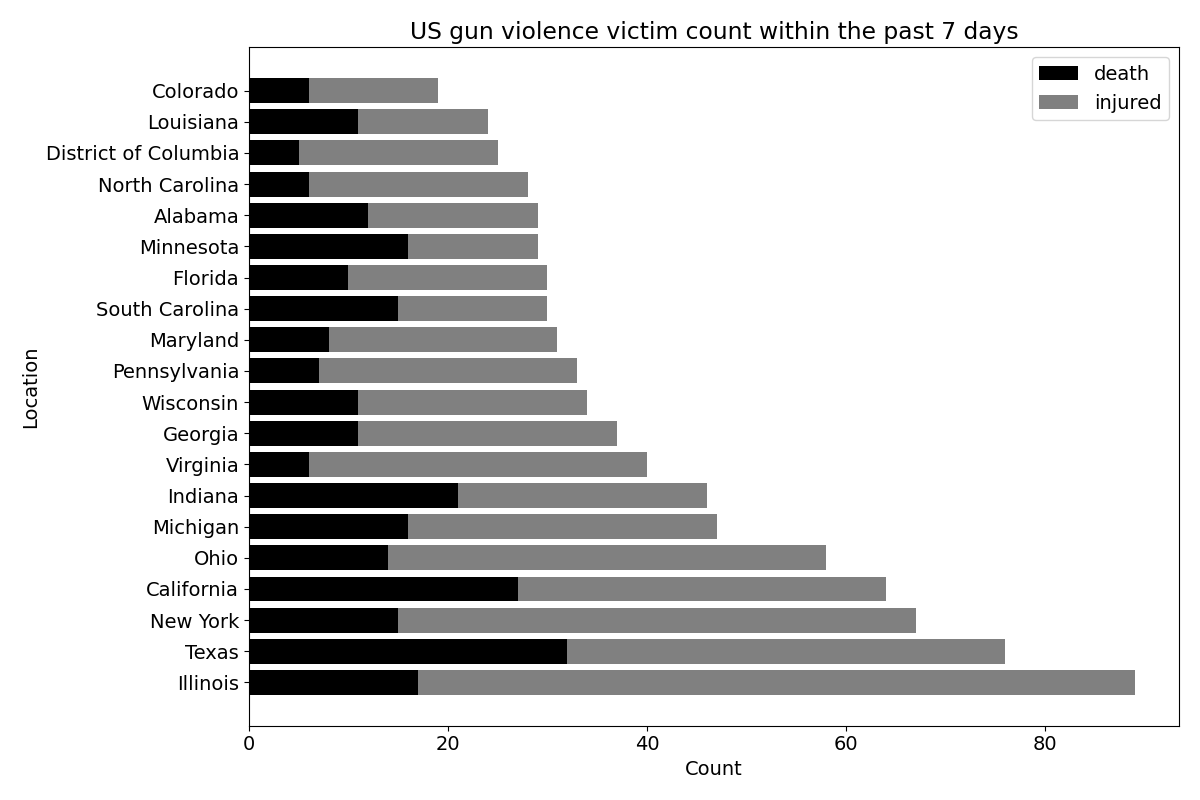 US gun violence victim count within the past 7 days
death
injured
Colorado
Louisiana
District of Columbia
North Carolina
Alabama
Minnesota
Florida
South Carolina
Maryland
Pennsylvania
Wisconsin
Georgia
Virginia
Indiana
Michigan
Ohio
California
New York
Texas
Illinois
Location
0 20 40 60 80
Count